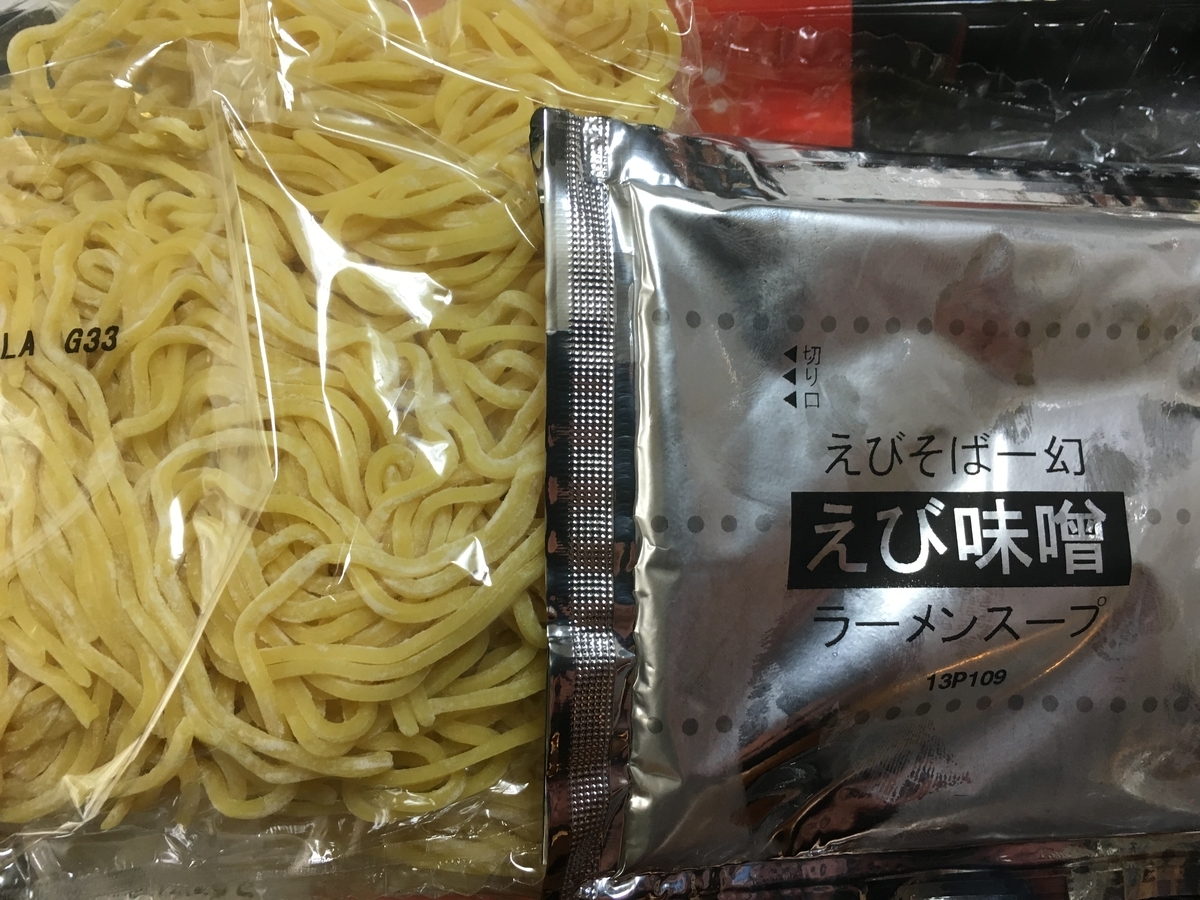 LA G33
切り口
えびそば一幻
えび味噌
ラーメンスープ
13P109